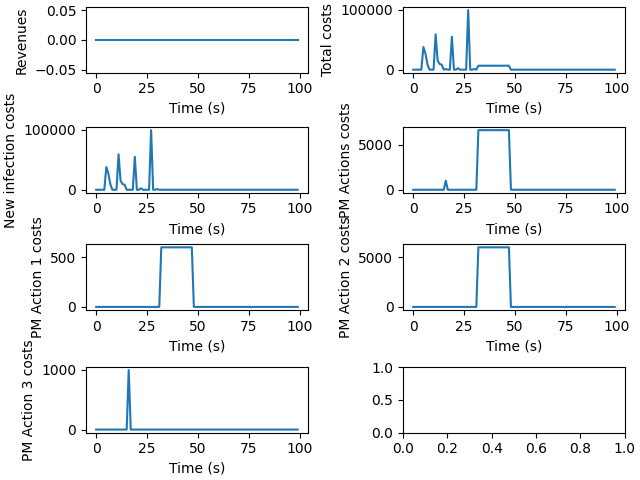 Revenues
0.05
0.00
−0.05
0 25 50 75 100
Time (s)
Total costs
100000
0
0 25 50 75 100
Time (s)
New infection costs
100000
0
0 25 50 75 100
Time (s)
PM Actions costs
5000
0
0 25 50 75 100
Time (s)
PM Action 1 costs
500
0
0 25 50 75 100
Time (s)
PM Action 2 costs
5000
0
0 25 50 75 100
Time (s)
PM Action 3 costs
1000
0
0 25 50 75 100
Time (s)
1.0
0.5
0.0
0.0 0.2 0.4 0.6 0.8 1.0